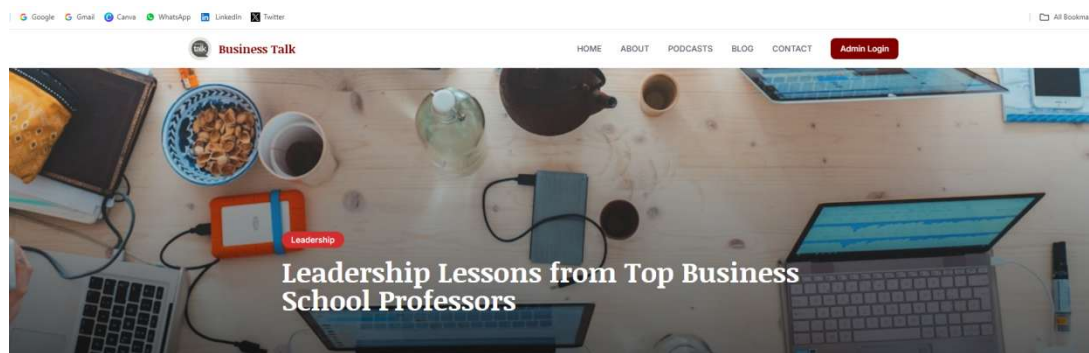 Google Gmail Canva WhatsApp LinkedIn Twitter All Bookma
talk Business Talk HOME ABOUT PODCASTS BLOG CONTACT Admin Login
Leadership
Leadership Lessons from Top Business
School Professors